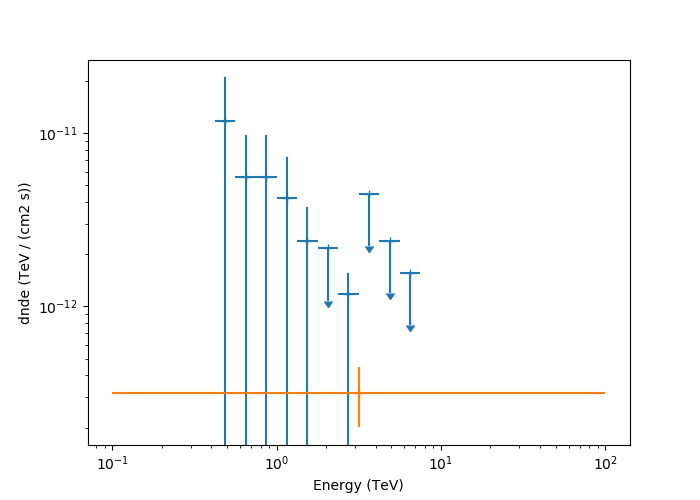 10⁻¹¹
10⁻¹²
dnde (TeV / (cm2 s))
10⁻¹ 10⁰ 10¹ 10²
Energy (TeV)